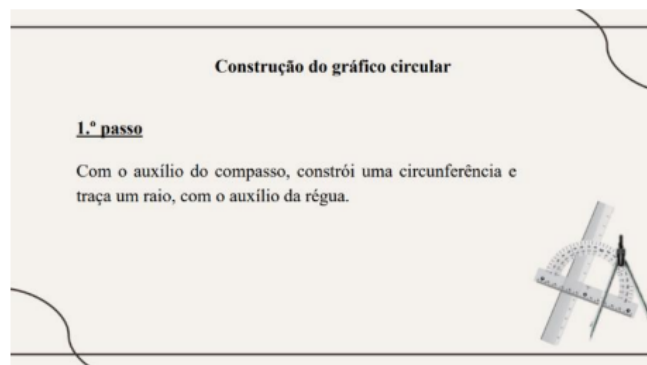 Construção do gráfico circular
1.º passo
Com o auxílio do compasso, constrói uma circunferência e
traça um raio, com o auxílio da régua.